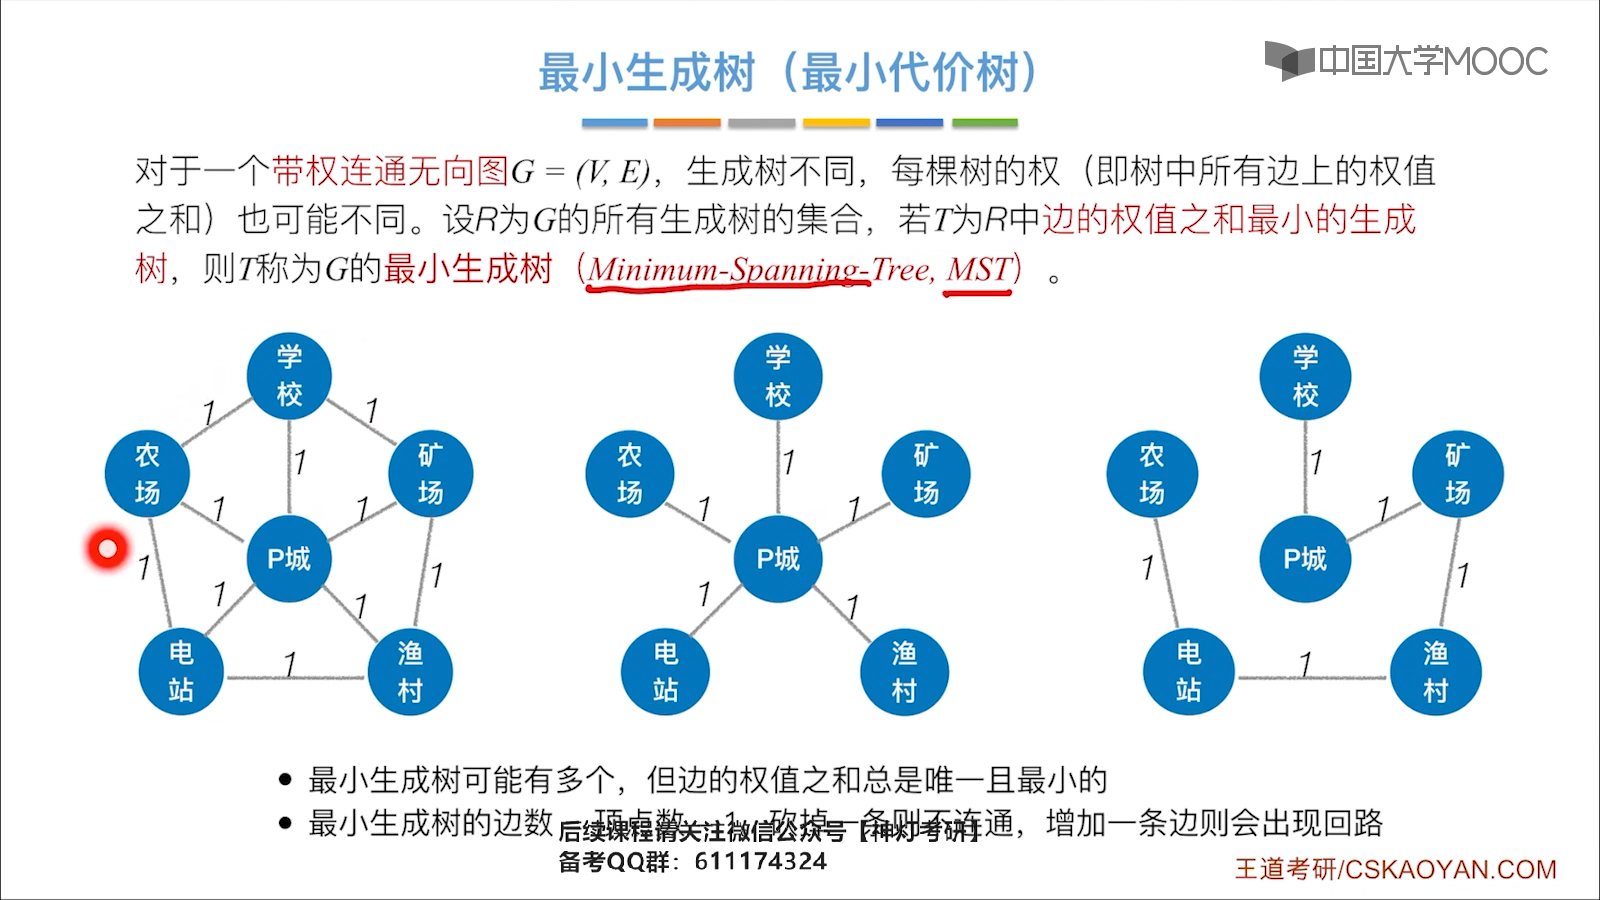 最小生成树（最小代价树）
中国大学MOOC
对于一个带权连通无向图G = (V, E)，生成树不同，每棵树的权（即树中所有边上的权值
之和）也可能不同。设R为G的所有生成树的集合，若T为R中边的权值之和最小的生成
树，则T称为G的最小生成树（Minimum-Spanning-Tree, MST）。
学校
1
1
农场
1
矿场
1
1
P城
1
1
1
1
电站
1
渔村
学校
农场
1
矿场
1
1
P城
1
1
电站
渔村
学校
农场
1
矿场
1
P城
1
1
电站
1
渔村
• 最小生成树可能有多个，但边的权值之和总是唯一且最小的
• 最小生成树的边数 = 顶点数 - 1。砍掉一条则不连通，增加一条边则会出现回路
后续课程请关注微信公众号【神灯考研】
备考QQ群：611174324
王道考研/CSKAOYAN.COM